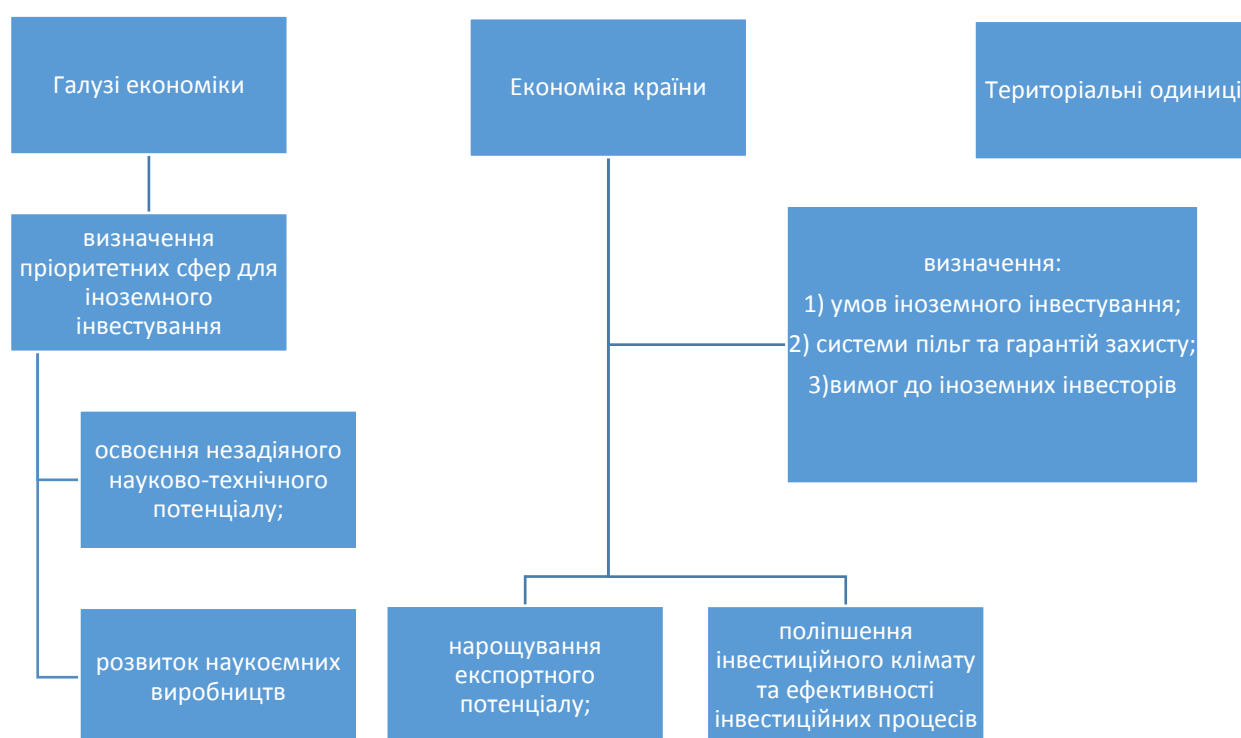 Галузі економіки
Економіка країни
Територіальні одиниці
визначення
пріоритетних сфер для
іноземного
інвестування
визначення:
1) умов іноземного інвестування;
2) системи пільг та гарантій захисту;
3)вимог до іноземних інвесторів
освоєння незадіяного
науково-технічного
потенціалу;
розвиток наукоємних
виробництв
нарощування
експортного
потенціалу;
поліпшення
інвестиційного клімату
та ефективності
інвестиційних процесів